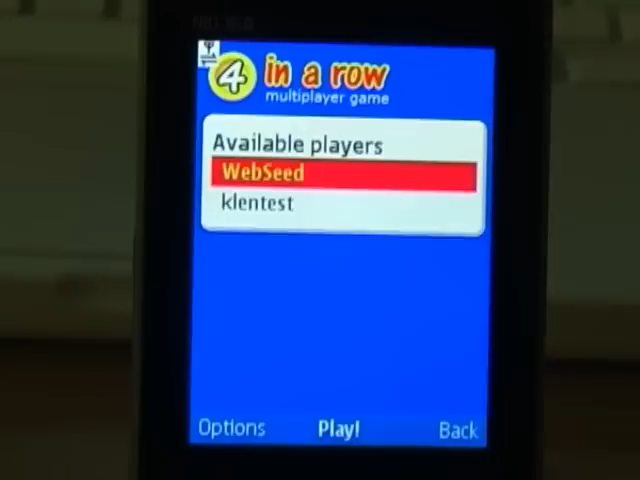 4 in a row
multiplayer game
Available players
WebSeed
klentest
Options Play! Back